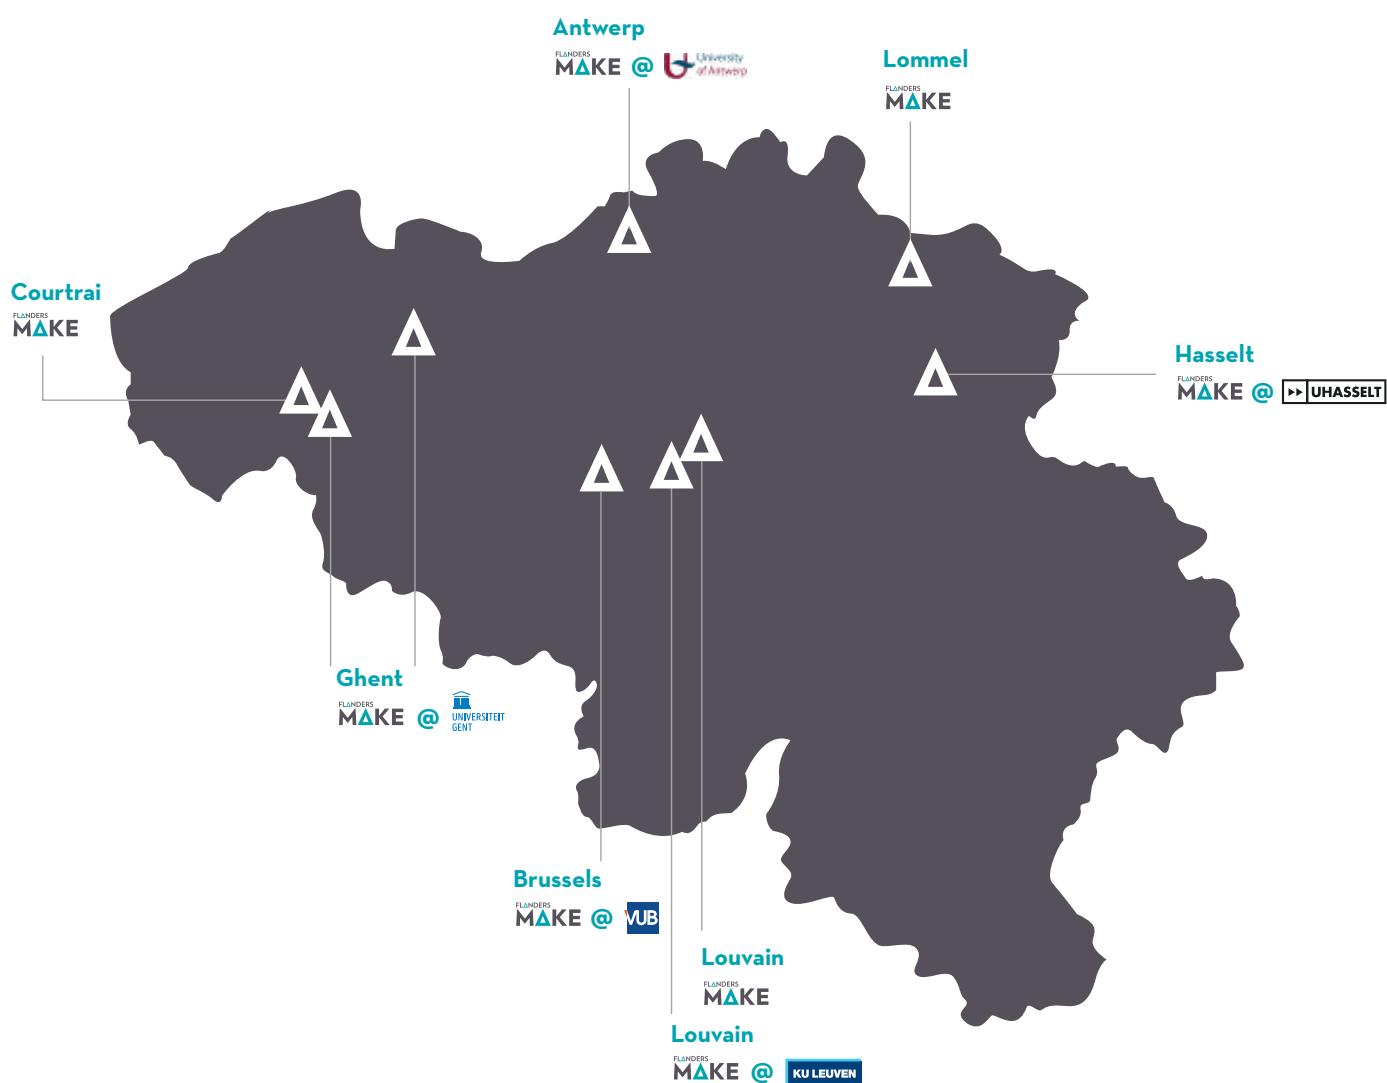 Antwerp
FLANDERS
MAKE @ University
of Antwerp
Lommel
FLANDERS
MAKE
Courtrai
FLANDERS
MAKE
Hasselt
FLANDERS
MAKE @ UHASSELT
Ghent
FLANDERS
MAKE @ UNIVERSITEIT
GENT
Brussels
FLANDERS
MAKE @ VUB
Louvain
FLANDERS
MAKE
Louvain
FLANDERS
MAKE @ KU LEUVEN